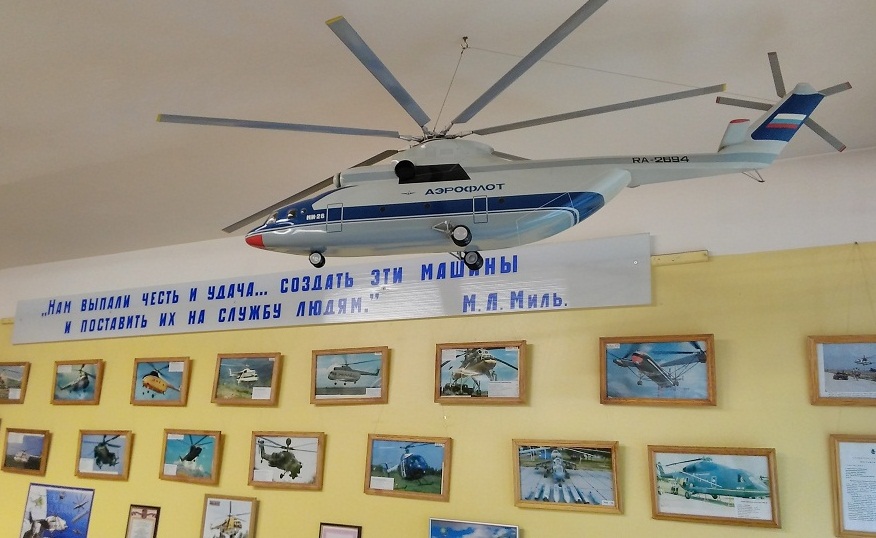 RA-2694
АЭРОФЛОТ
МИ-26
„Нам выпали честь и удача... создать эти машины
и поставить их на службу людям.“ М.Л. Миль.